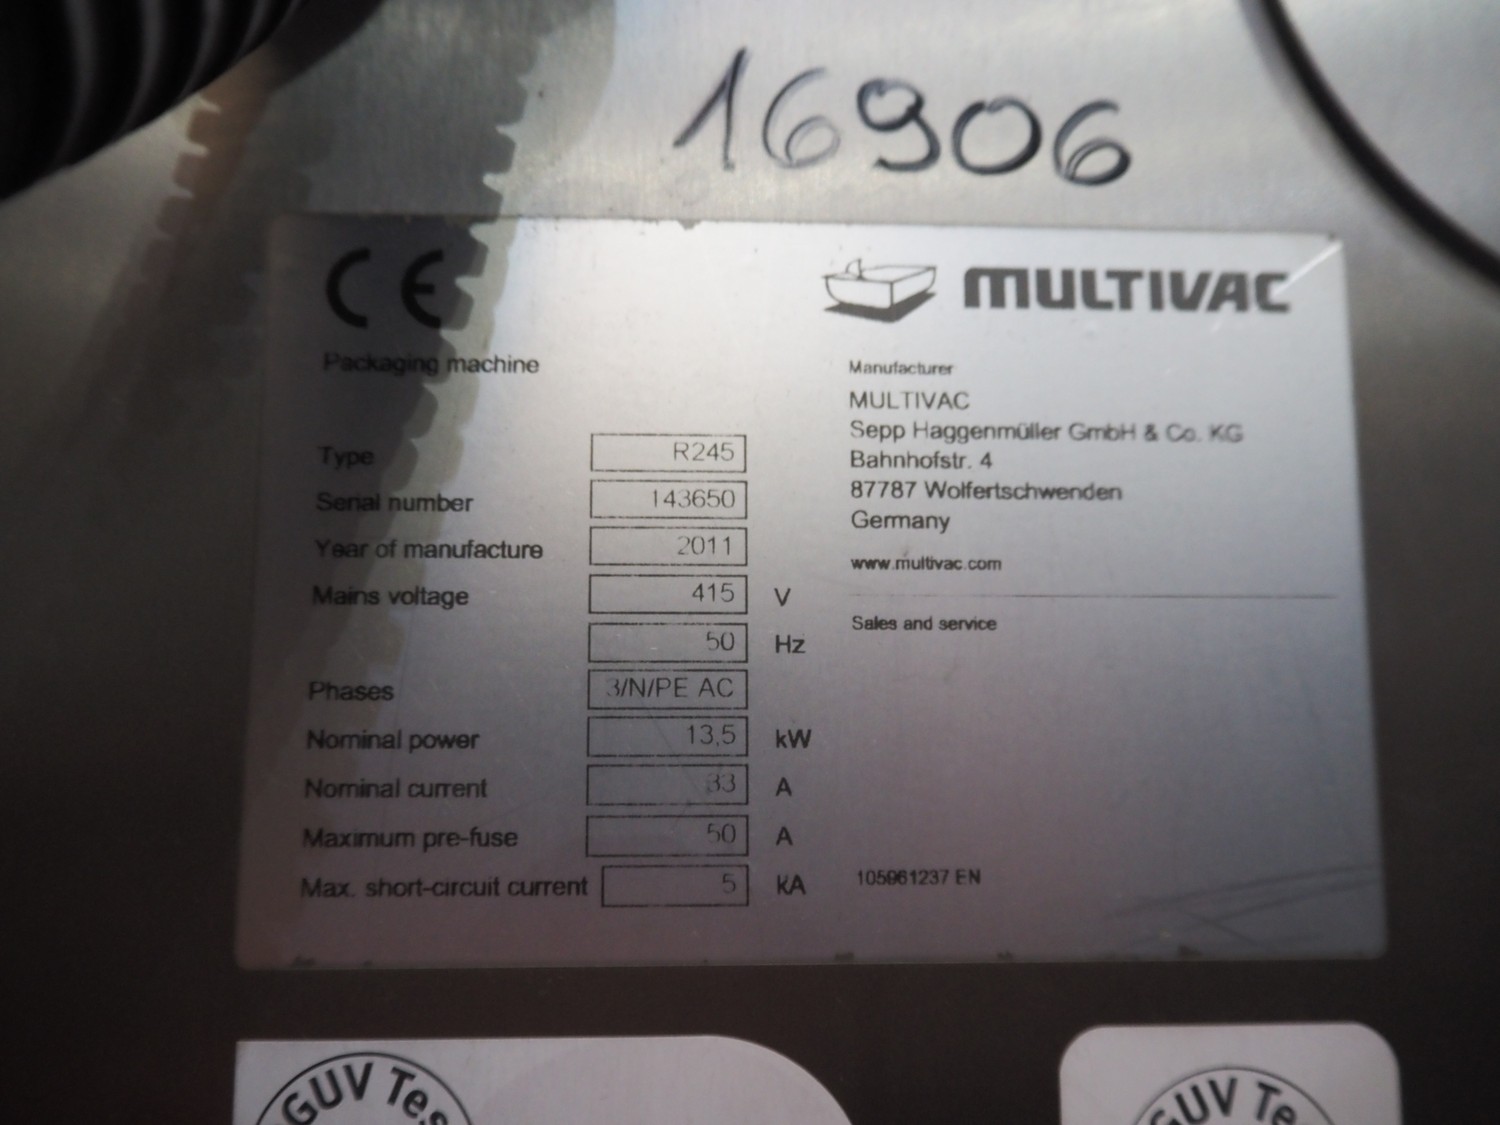 16906
CE
MULTIVAC
Packaging machine
Type R245
Serial number 143650
Year of manufacture 2011
Mains voltage 415 V
50 Hz
Phases 3/N/PE AC
Nominal power 13,5 kW
Nominal current 33 A
Maximum pre-fuse 50 A
Max. short-circuit current 5 kA
Manufacturer
MULTIVAC
Sepp Haggenmüller GmbH & Co. KG
Bahnhofstr. 4
87787 Wolfertschwenden
Germany
www.multivac.com
Sales and service
105961237 EN
GUV Tes
GUV Te